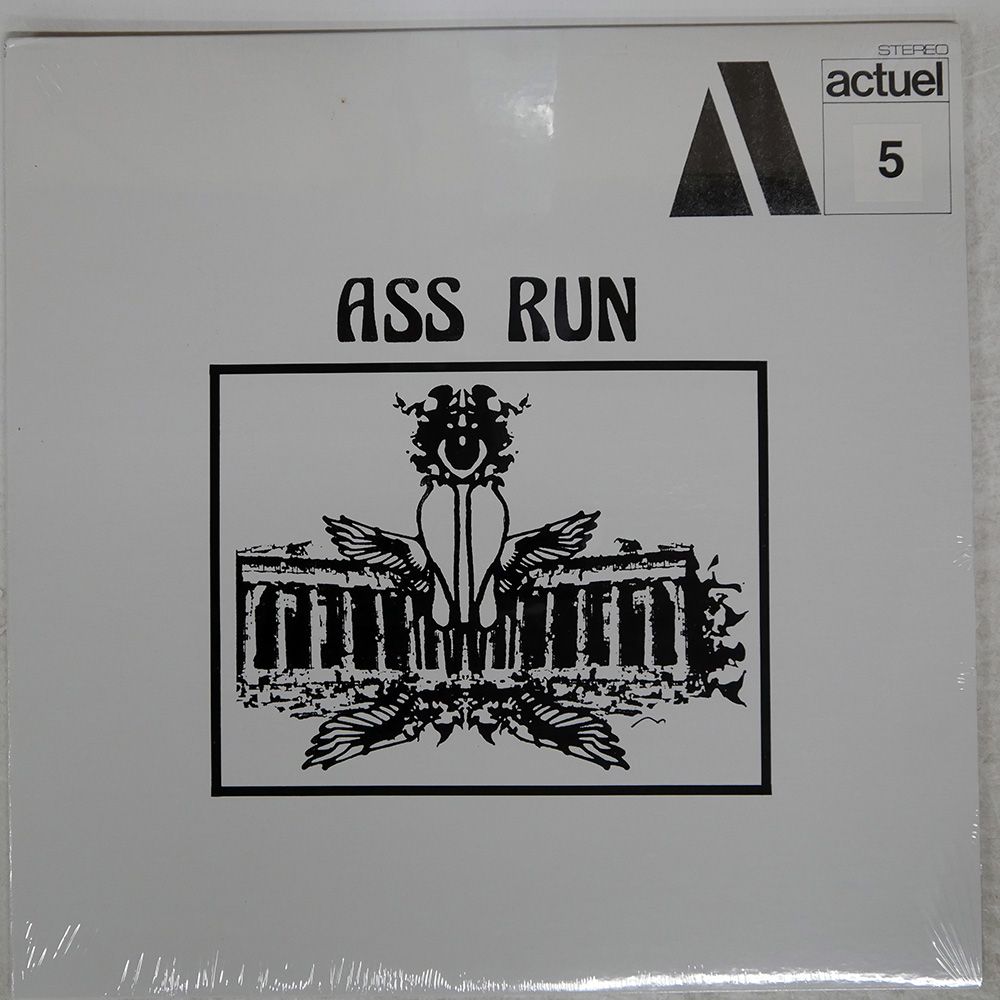 STEREO
actuel
5
ASS RUN